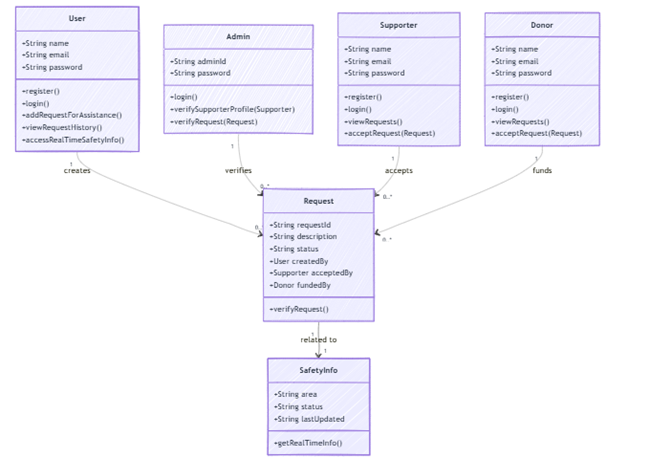 User
+String name
+String email
+String password
+register()
+login()
+addRequestForAssistance()
+viewRequestHistory()
+accessRealTimeSafetyInfo()
Admin
+String adminId
+String password
+login()
+verifySupporterProfile(Supporter)
+verifyRequest(Request)
Supporter
+String name
+String email
+String password
+register()
+login()
+viewRequests()
+acceptRequest(Request)
Donor
+String name
+String email
+String password
+register()
+login()
+viewRequests()
+acceptRequest(Request)
1
creates
1
verifies
0..*
1
accepts
0..*
1
funds
0..*
Request
+String requestId
+String description
+String status
+User createdBy
+Supporter acceptedBy
+Donor fundedBy
+verifyRequest()
1
related to
1
SafetyInfo
+String area
+String status
+String lastUpdated
+getRealTimeInfo()